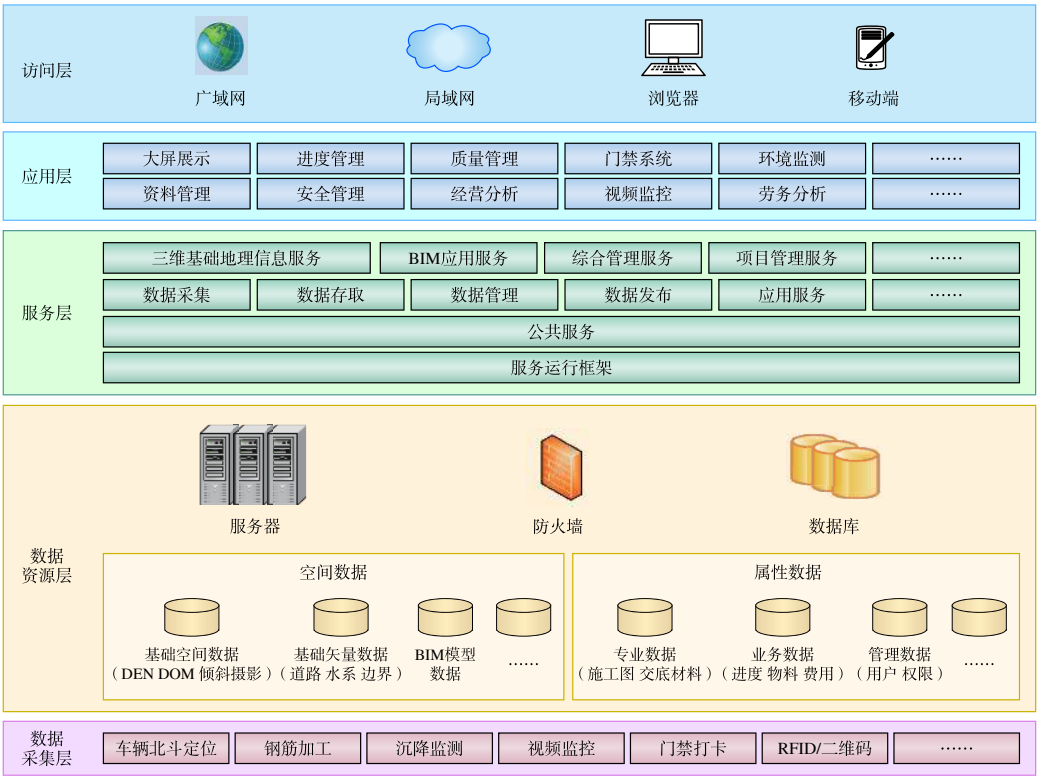 访问层
广域网
局域网
浏览器
移动端
应用层
大屏展示
进度管理
质量管理
门禁系统
环境监测
……
资料管理
安全管理
经营分析
视频监控
劳务分析
……
服务层
三维基础地理信息服务
BIM应用服务
综合管理服务
项目管理服务
……
数据采集
数据存取
数据管理
数据发布
应用服务
……
公共服务
服务运行框架
数据
资源层
服务器
防火墙
数据库
空间数据
基础空间数据
(DEN DOM 倾斜摄影)
基础矢量数据
(道路 水系 边界)
BIM模型
数据
……
属性数据
专业数据
(施工图 交底材料)
业务数据
(进度 物料 费用)
管理数据
(用户 权限)
……
数据
采集层
车辆北斗定位
钢筋加工
沉降监测
视频监控
门禁打卡
RFID/二维码
……